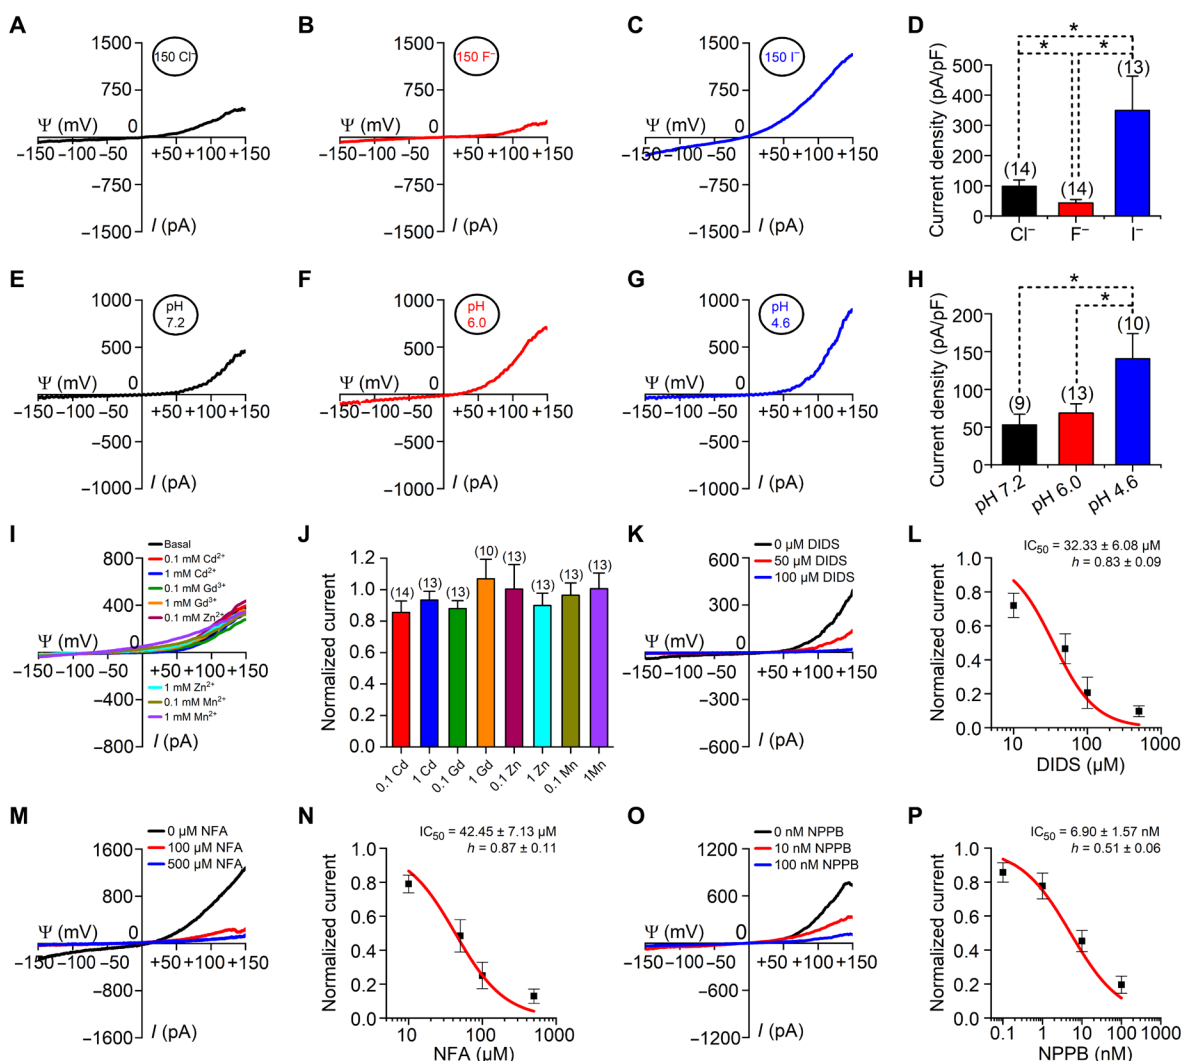 A
1500
750
0
−750
−1500
150 Cl⁻
Ψ (mV)
−150 −100 −50 +50 +100 +150
I (pA)
B
1500
750
0
−750
−1500
150 F⁻
Ψ (mV)
−150 −100 −50 +50 +100 +150
I (pA)
C
1500
750
0
−750
−1500
150 I⁻
Ψ (mV)
−150 −100 −50 +50 +100 +150
I (pA)
D
Current density (pA/pF)
500
400
300
200
100
0
*
* *
(14) (14) (13)
Cl⁻ F⁻ I⁻
E
1000
500
0
−500
−1000
pH
7.2
Ψ (mV)
−150 −100 −50 +50 +100 +150
I (pA)
F
1000
500
0
−500
−1000
pH
6.0
Ψ (mV)
−150 −100 −50 +50 +100 +150
I (pA)
G
1000
500
0
−500
−1000
pH
4.6
Ψ (mV)
−150 −100 −50 +50 +100 +150
I (pA)
H
Current density (pA/pF)
200
150
100
50
0
*
*
(9) (13) (10)
pH 7.2 pH 6.0 pH 4.6
I
800
400
0
−400
−800
Basal
0.1 mM Cd²⁺
1 mM Cd²⁺
0.1 mM Gd³⁺
1 mM Gd³⁺
0.1 mM Zn²⁺
Ψ (mV)
−150 −100 −50 +50 +100 +150
1 mM Zn²⁺
0.1 mM Mn²⁺
1 mM Mn²⁺
I (pA)
J
Normalized current
1.2
1.0
0.8
0.6
0.4
0.2
0.0
(14) (13) (13) (10) (13) (13) (13) (13)
0.1 Cd 1 Cd 0.1 Gd 1 Gd 0.1 Zn 1 Zn 0.1 Mn 1Mn
K
600
300
0
−300
−600
0 μM DIDS
50 μM DIDS
100 μM DIDS
Ψ (mV)
−150 −100 −50 +50 +100 +150
I (pA)
L
IC₅₀ = 32.33 ± 6.08 μM
h = 0.83 ± 0.09
Normalized current
1.0
0.8
0.6
0.4
0.2
0.0
10 100 1000
DIDS (μM)
M
1600
800
0
−800
−1600
0 μM NFA
100 μM NFA
500 μM NFA
Ψ (mV)
−150 −100 −50 +50 +100 +150
I (pA)
N
IC₅₀ = 42.45 ± 7.13 μM
h = 0.87 ± 0.11
Normalized current
1.0
0.8
0.6
0.4
0.2
0.0
10 100 1000
NFA (μM)
O
1200
600
0
−600
−1200
0 nM NPPB
10 nM NPPB
100 nM NPPB
Ψ (mV)
−150 −100 −50 +50 +100 +150
I (pA)
P
IC₅₀ = 6.90 ± 1.57 nM
h = 0.51 ± 0.06
Normalized current
1.0
0.8
0.6
0.4
0.2
0.0
0.1 1 10 100 1000
NPPB (nM)